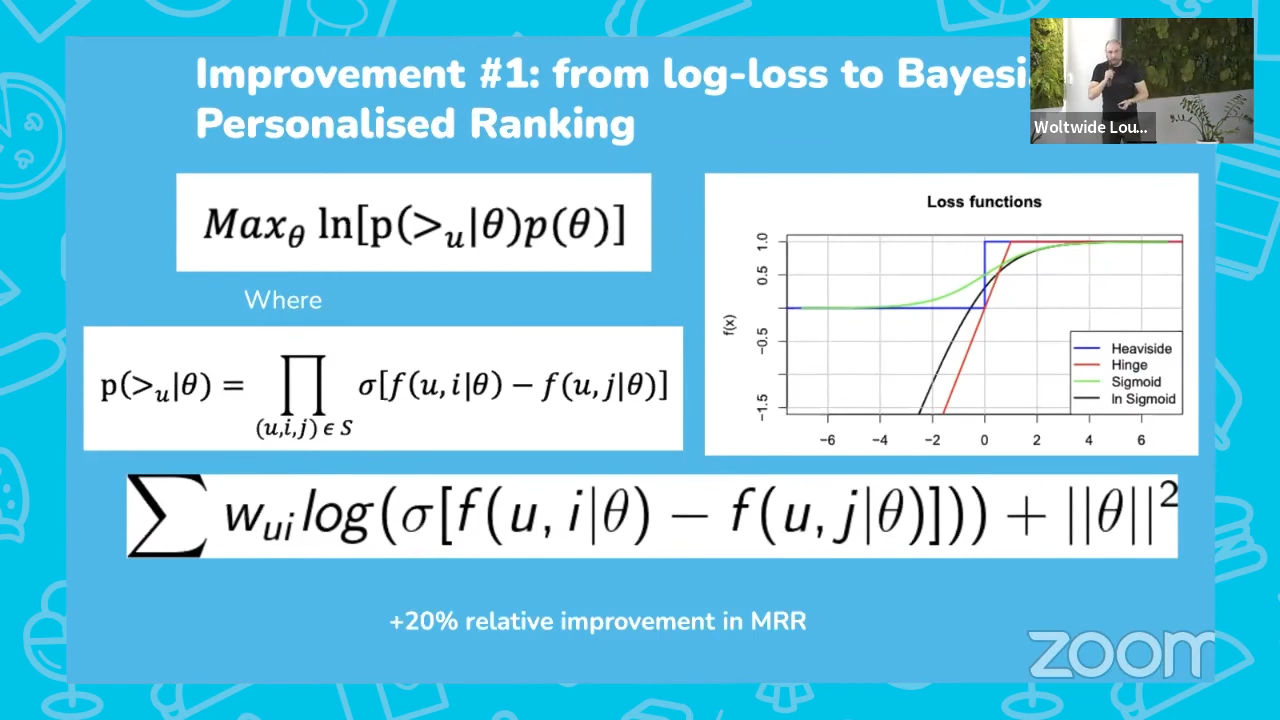 Improvement #1: from log-loss to Bayesi
Personalised Ranking
Woltwide Lou...
Max_θ ln[p(>_u|θ)p(θ)]
Where
p(>_u|θ) = ∏_{(u,i,j) ϵ S} σ[f(u,i|θ) − f(u,j|θ)]
Loss functions
f(x)
1.0
0.5
-0.5
-1.5
-6 -4 -2 0 2 4 6
Heaviside
Hinge
Sigmoid
ln Sigmoid
∑ w_{ui} log(σ[f(u,i|θ) − f(u,j|θ)])) + ||θ||²
+20% relative improvement in MRR
zoom